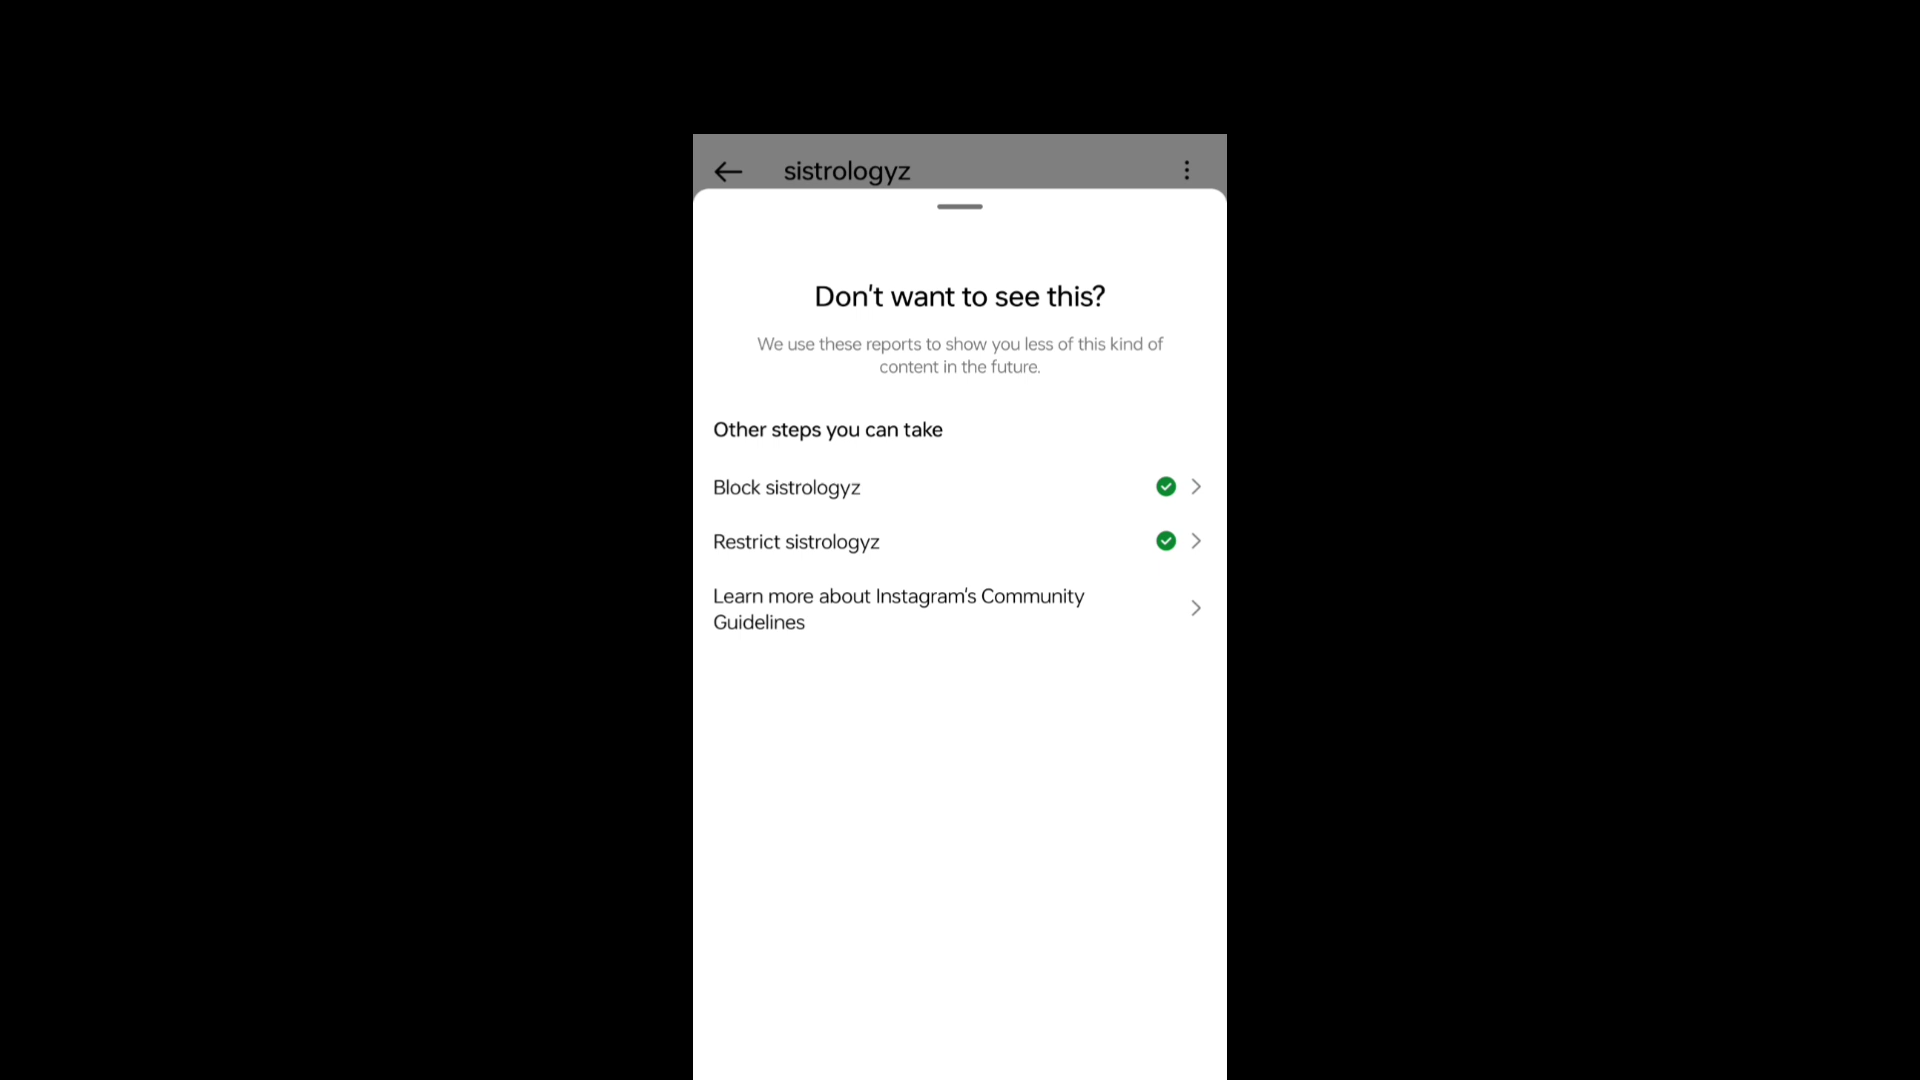 sistrologyz
Don't want to see this?
We use these reports to show you less of this kind of
content in the future.
Other steps you can take
Block sistrologyz
Restrict sistrologyz
Learn more about Instagram's Community
Guidelines